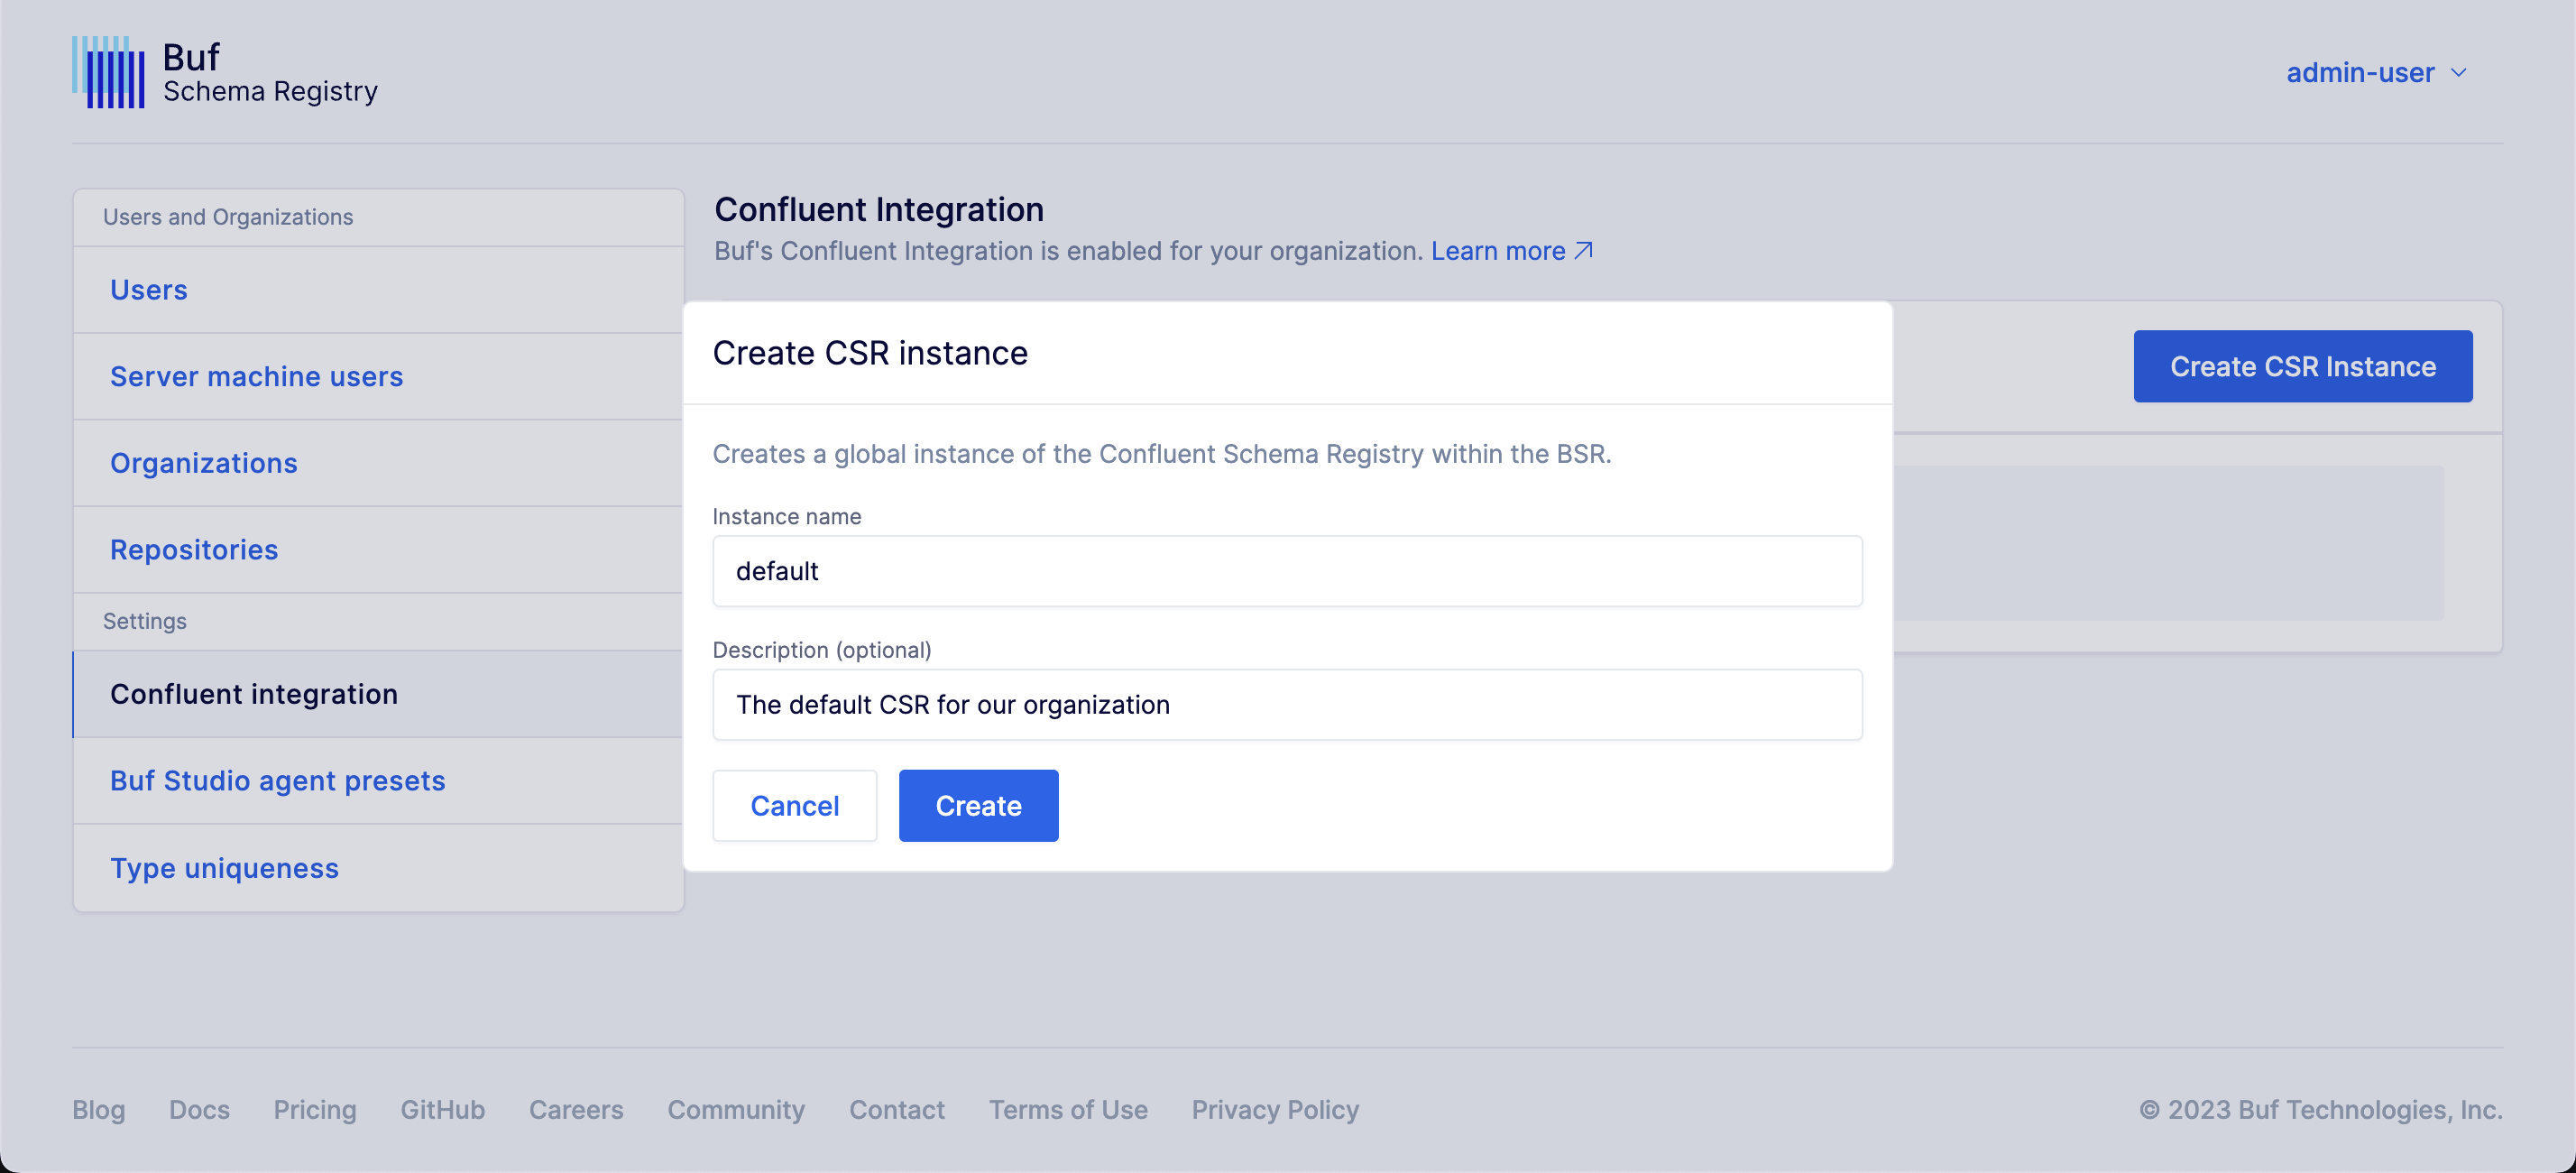 Buf
Schema Registry
admin-user
Users and Organizations
Users
Server machine users
Organizations
Repositories
Settings
Confluent integration
Buf Studio agent presets
Type uniqueness
Confluent Integration
Buf's Confluent Integration is enabled for your organization. Learn more
Create CSR Instance
Create CSR instance
Creates a global instance of the Confluent Schema Registry within the BSR.
Instance name
default
Description (optional)
The default CSR for our organization
Cancel Create
Blog Docs Pricing GitHub Careers Community Contact Terms of Use Privacy Policy © 2023 Buf Technologies, Inc.